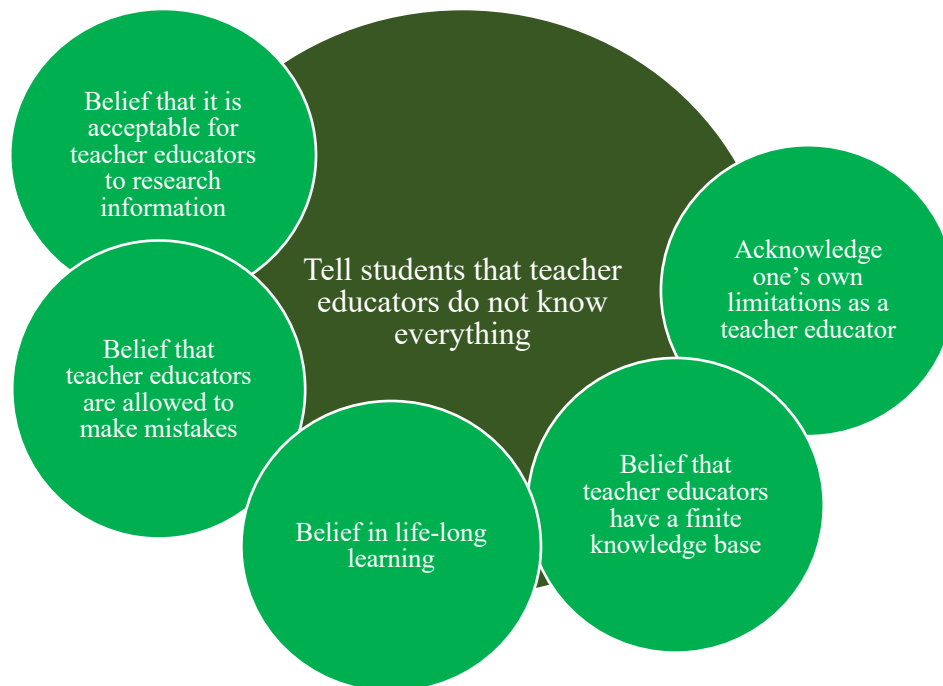 Belief that it is
acceptable for
teacher educators
to research
information
Tell students that teacher
educators do not know
everything
Acknowledge
one’s own
limitations as a
teacher educator
Belief that
teacher educators
are allowed to
make mistakes
Belief in life-long
learning
Belief that
teacher educators
have a finite
knowledge base